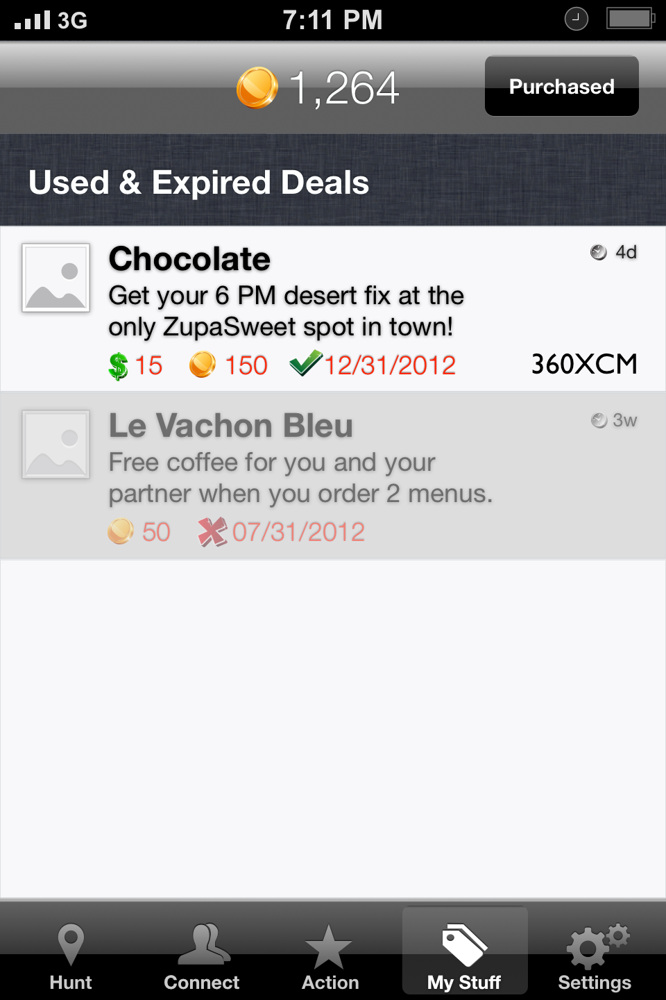 3G
7:11 PM
1,264
Purchased
Used & Expired Deals
Chocolate
4d
Get your 6 PM desert fix at the
only ZupaSweet spot in town!
15 150 12/31/2012 360XCM
Le Vachon Bleu
3w
Free coffee for you and your
partner when you order 2 menus.
50 07/31/2012
Hunt Connect Action My Stuff Settings